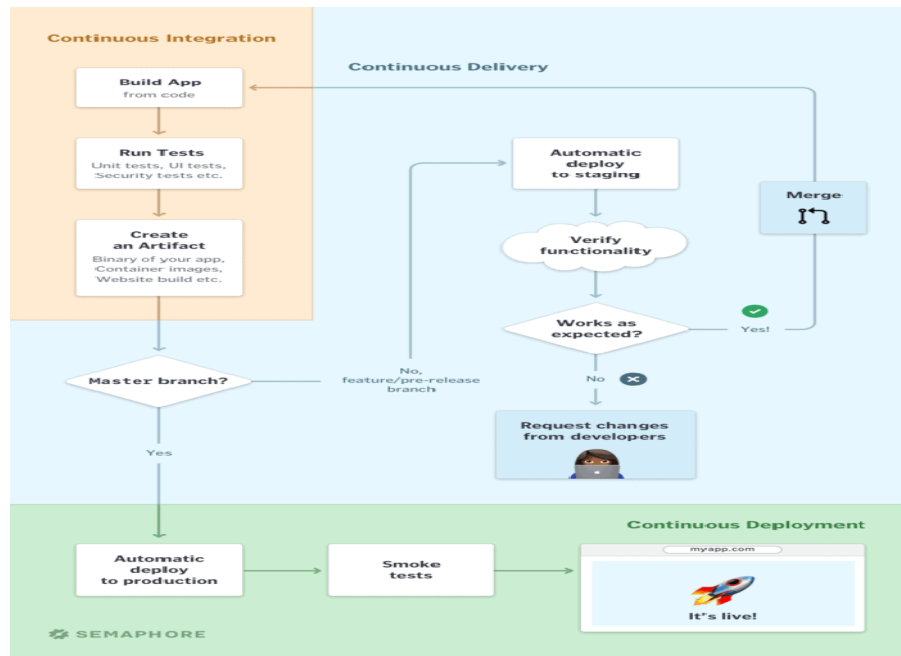 Continuous Integration
Build App
from code
Run Tests
Unit tests, UI tests,
Security tests etc.
Create
an Artifact
Binary of your app,
Container images,
Website build etc.
Continuous Delivery
Automatic
deploy
to staging
Merge
Verify
functionality
Works as
expected?
Yes!
No
Request changes
from developers
Master branch?
No,
feature/pre-release
branch
Yes
Continuous Deployment
Automatic
deploy
to production
Smoke
tests
myapp.com
It's live!
SEMAPHORE